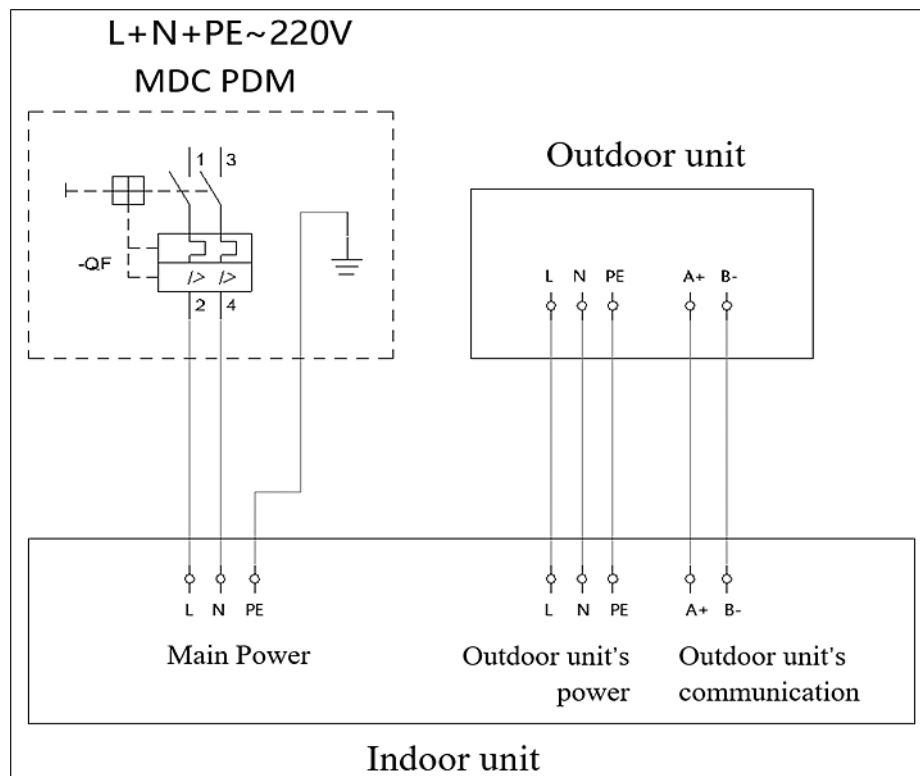 L+N+PE~220V
MDC PDM
1 3
-QF
I> I>
2 4
Outdoor unit
L N PE A+ B-
L N PE
L N PE A+ B-
Main Power
Outdoor unit's
power
Outdoor unit's
communication
Indoor unit